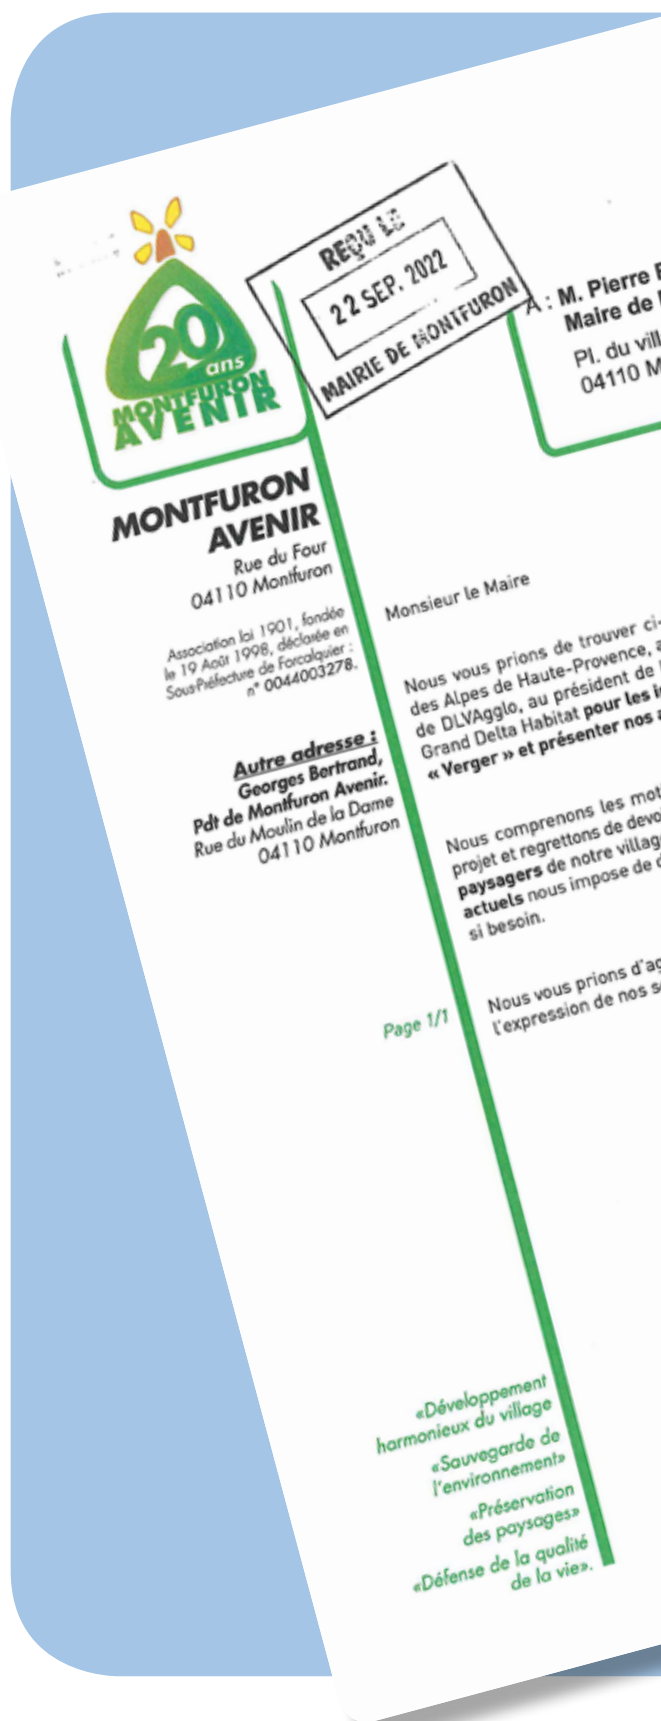 20
ans
MONTFURON
AVENIR
REÇU LE
22 SEP. 2022
MAIRIE DE MONTFURON
A : M. Pierre
Maire de
Pl. du vill
04110 M
MONTFURON
AVENIR
Rue du Four
04110 Montfuron
Association loi 1901, fondée
le 19 Août 1998, déclarée en
Sous-Préfecture de Forcalquier :
n° 0044003278.
Autre adresse :
Georges Bertrand,
Pdt de Montfuron Avenir.
Rue du Moulin de la Dame
04110 Montfuron
Monsieur le Maire
Nous vous prions de trouver ci-
des Alpes de Haute-Provence, a
de DLVAgglo, au président de
Grand Delta Habitat pour les i
« Verger » et présenter nos a
Nous comprenons les mot
projet et regrettons de devo
paysagers de notre villag
actuels nous impose de d
si besoin.
Nous vous prions d'ag
l'expression de nos s
Page 1/1
«Développement
harmonieux du village
«Sauvegarde de
l'environnement»
«Préservation
des paysages»
«Défense de la qualité
de la vie».